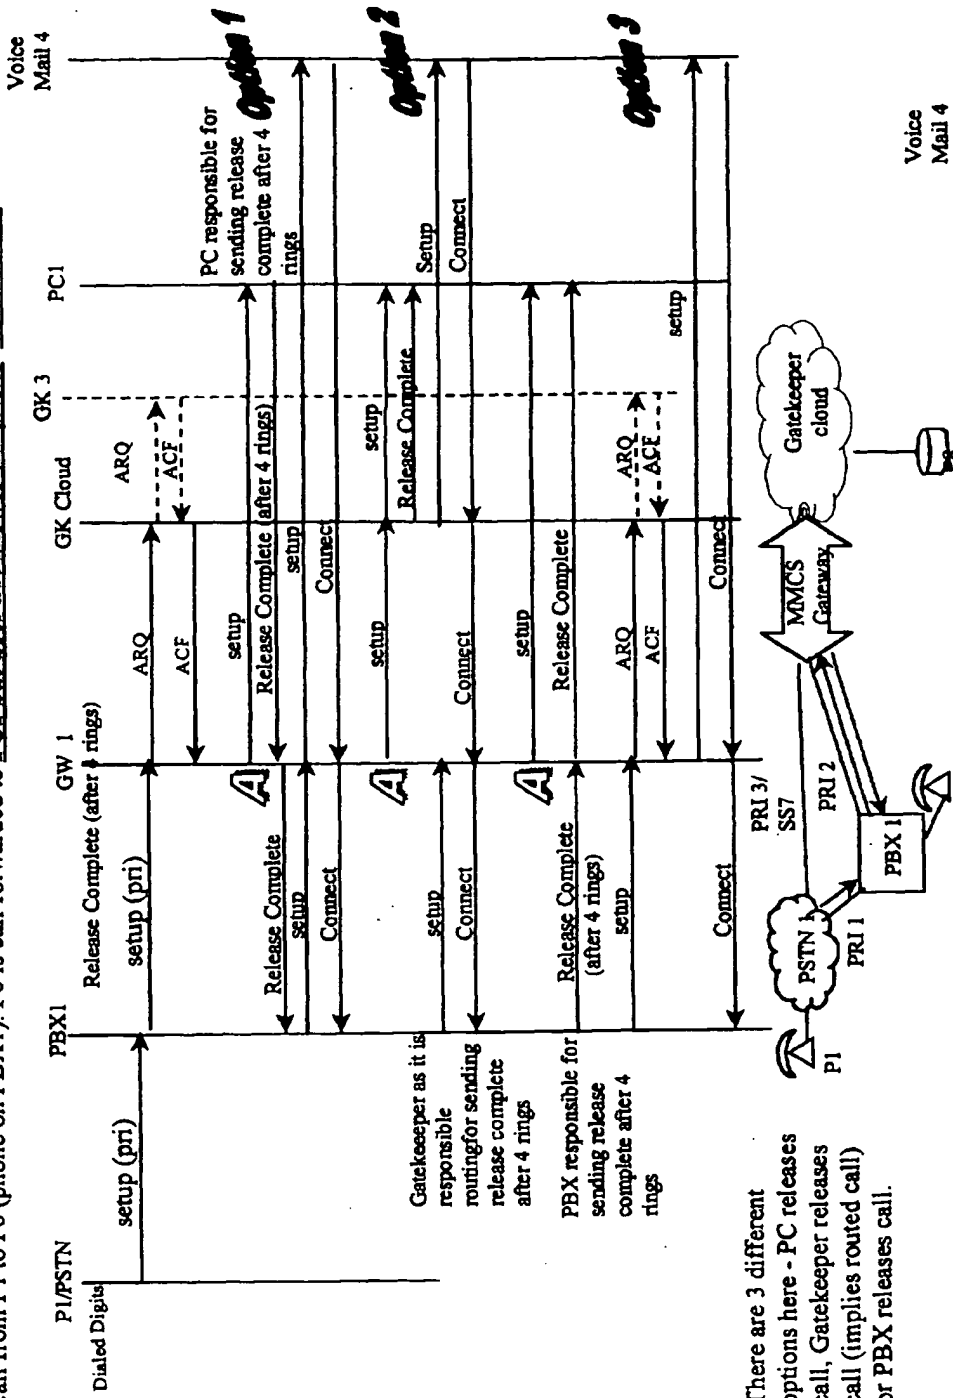 P1/PSTN
PBX1
GW 1
GK Cloud
GK 3
PC1
Voice
Mail 4
Dialed Digits
setup (pri)
Release Complete (after 4 rings)
setup (pri)
ARQ
ARQ
ACF
ACF
Option 1
PC responsible for
sending release
complete after 4
rings
A
setup
Release Complete (after 4 rings)
Release Complete
setup
setup
Connect
Connect
Option 2
Gatekeeeper as it is
responsible
routingfor sending
release complete
after 4 rings
A
setup
setup
Release Complete
setup
Setup
Connect
Connect
Connect
Option 3
PBX responsible for
sending release
complete after 4
rings
A
setup
Release Complete
Release Complete
(after 4 rings)
setup
ARQ
ARQ
ACF
ACF
setup
Connect
Connect
There are 3 different
options here - PC releases
call, Gatekeeper releases
call (implies routed call)
or PBX releases call.
P1
PSTN 1
PRI 1
PBX 1
PRI 2
PRI 3/
SS7
MMCS
Gateway
Gatekeeper
cloud
Voice
Mail 4